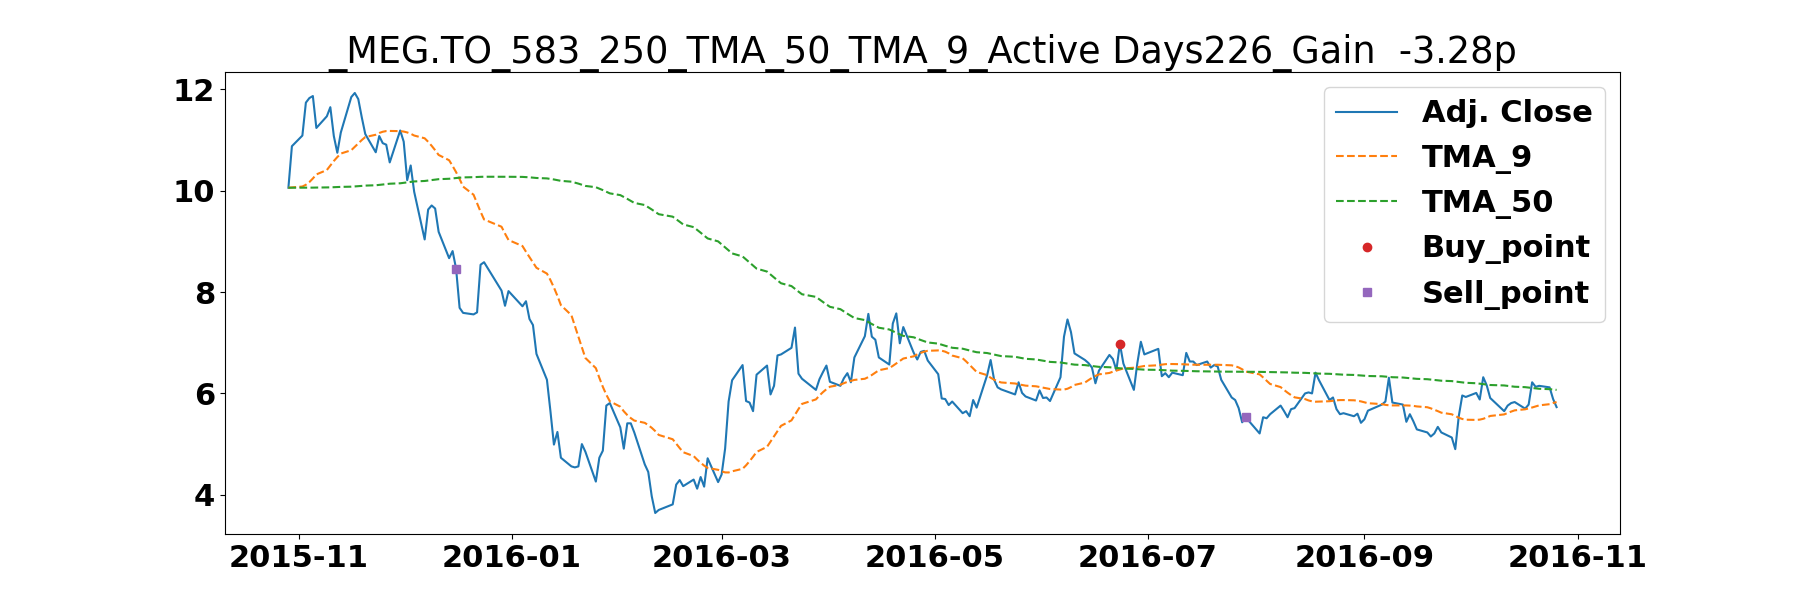 _MEG.TO_583_250_TMA_50_TMA_9_Active Days226_Gain  -3.28p
12
10
8
6
4
Adj. Close
TMA_9
TMA_50
Buy_point
Sell_point
2015-11
2016-01
2016-03
2016-05
2016-07
2016-09
2016-11